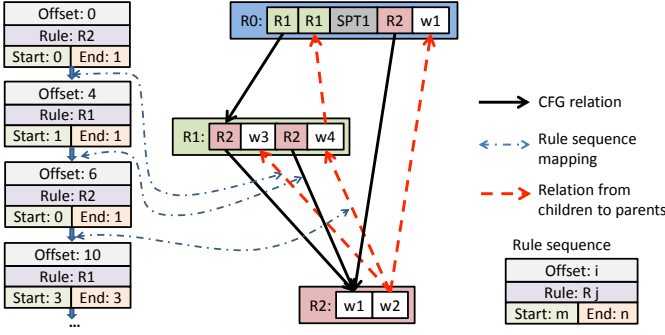 Offset: 0
Rule: R2
Start: 0 End: 1
Offset: 4
Rule: R1
Start: 1 End: 1
Offset: 6
Rule: R2
Start: 0 End: 1
Offset: 10
Rule: R1
Start: 3 End: 3
...
R0: R1 R1 SPT1 R2 w1
R1: R2 w3 R2 w4
R2: w1 w2
CFG relation
Rule sequence
mapping
Relation from
children to parents
Rule sequence
Offset: i
Rule: R j
Start: m End: n